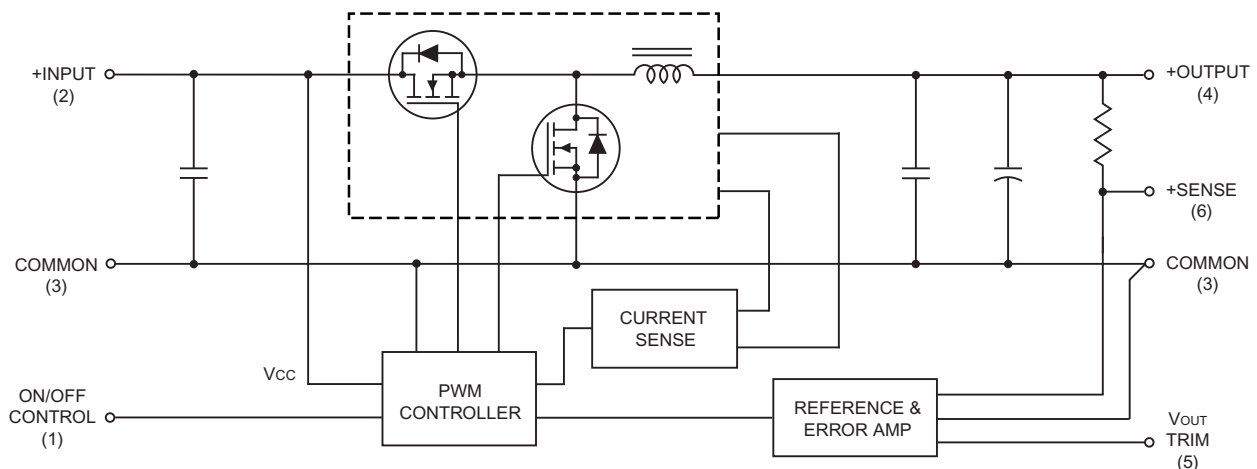 +INPUT
(2)
+OUTPUT
(4)
+SENSE
(6)
COMMON
(3)
COMMON
(3)
CURRENT
SENSE
VCC
PWM
CONTROLLER
ON/OFF
CONTROL
(1)
REFERENCE &
ERROR AMP
VOUT
TRIM
(5)